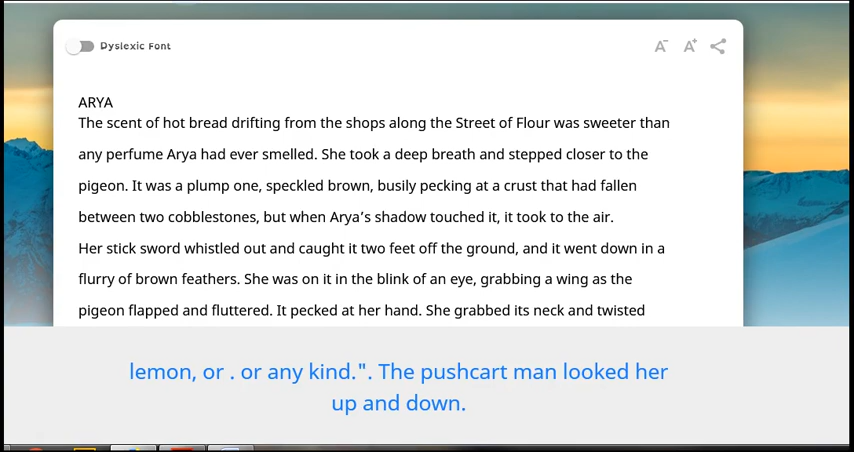 Dyslexic Font
A- A+
ARYA
The scent of hot bread drifting from the shops along the Street of Flour was sweeter than
any perfume Arya had ever smelled. She took a deep breath and stepped closer to the
pigeon. It was a plump one, speckled brown, busily pecking at a crust that had fallen
between two cobblestones, but when Arya’s shadow touched it, it took to the air.
Her stick sword whistled out and caught it two feet off the ground, and it went down in a
flurry of brown feathers. She was on it in the blink of an eye, grabbing a wing as the
pigeon flapped and fluttered. It pecked at her hand. She grabbed its neck and twisted
lemon, or . or any kind.". The pushcart man looked her
up and down.